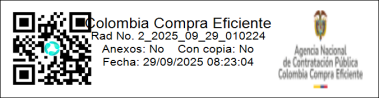 Colombia Compra Eficiente
Rad No. 2_2025_09_29_010224
Anexos: No Con copia: No
Fecha: 29/09/2025 08:23:04
Agencia Nacional
de Contratación Pública
Colombia Compra Eficiente